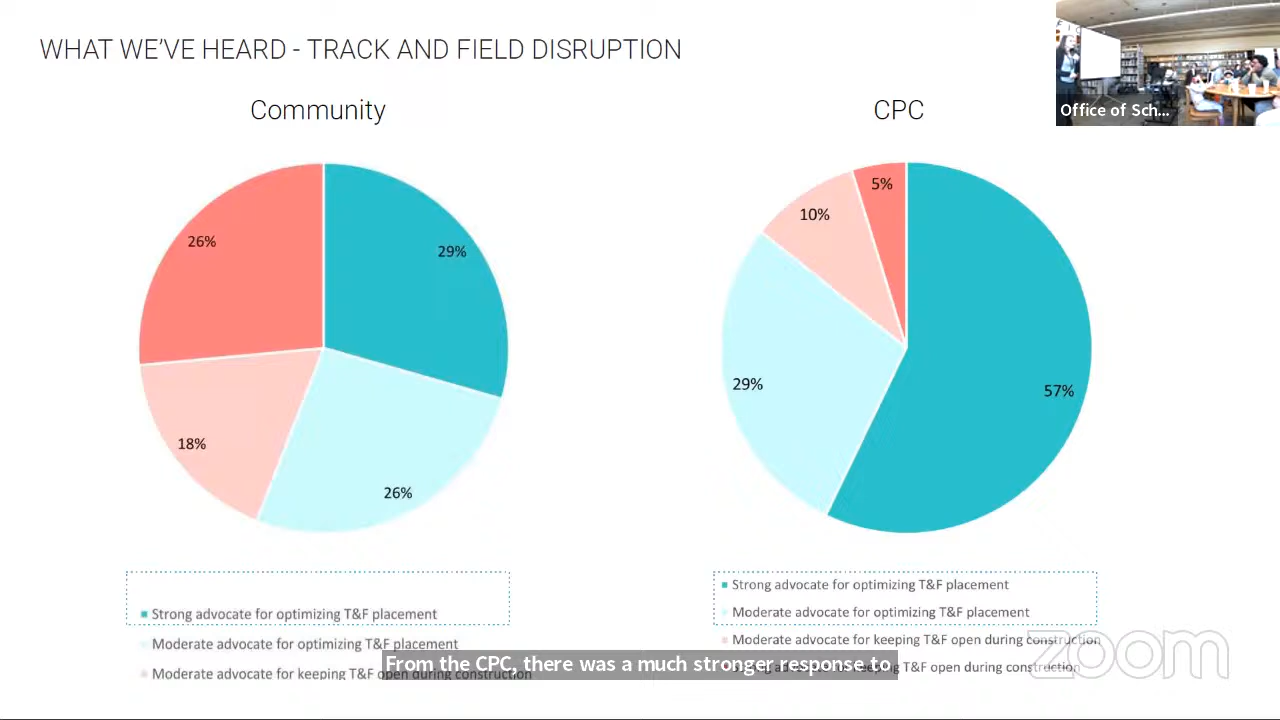 WHAT WE'VE HEARD - TRACK AND FIELD DISRUPTION
Office of Sch...
Community
CPC
26%
29%
18%
26%
5%
10%
29%
57%
Strong advocate for optimizing T&F placement
Moderate advocate for optimizing T&F placement
Moderate advocate for keeping T&F open during construction
Strong advocate for optimizing T&F placement
Moderate advocate for optimizing T&F placement
Moderate advocate for keeping T&F open during construction
T&F open during construction
From the CPC, there was a much stronger response to
zoom